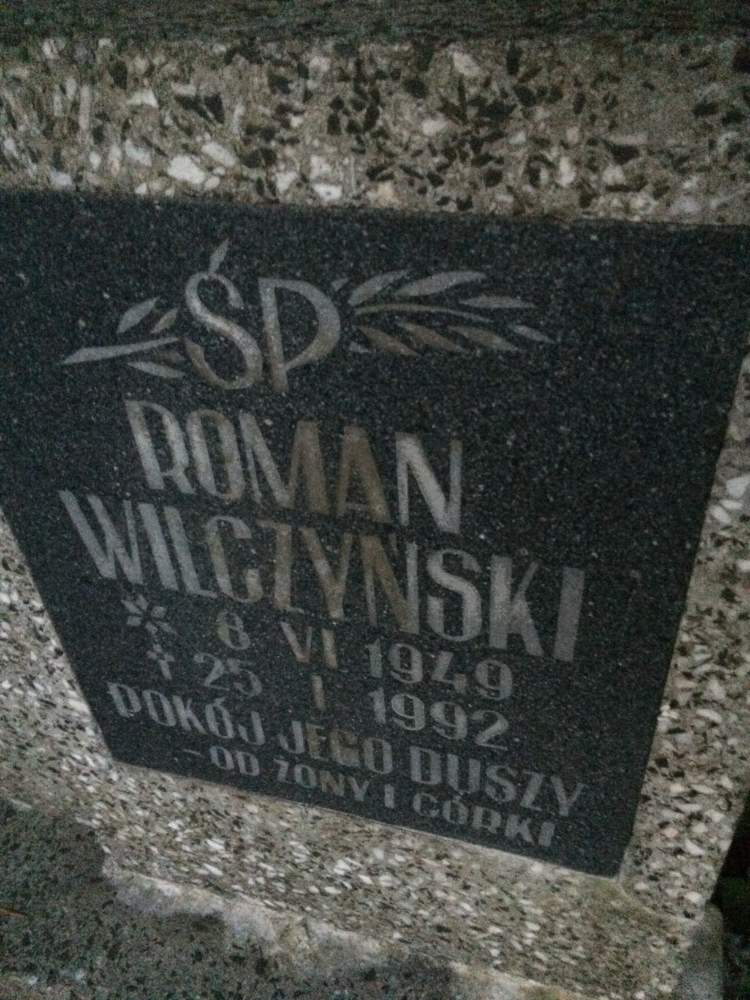 ŚP
ROMAN
WILCZYŃSKI
* 8 VI 1949
† 25 I 1992
POKÓJ JEGO DUSZY
-OD ŻONY I CÓRKI